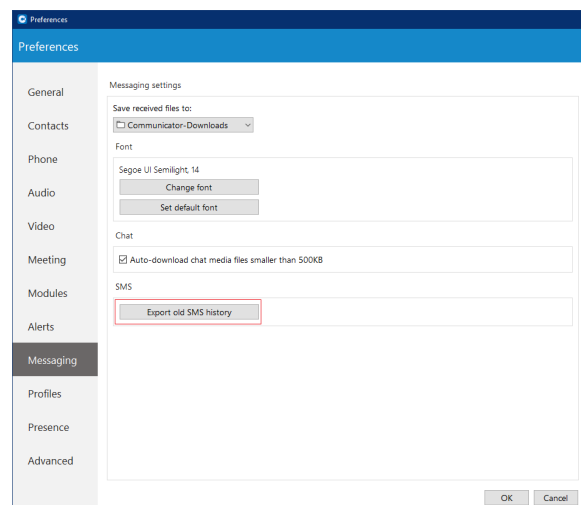 Preferences
Preferences
General
Contacts
Phone
Audio
Video
Meeting
Modules
Alerts
Messaging
Profiles
Presence
Advanced
Messaging settings
Save received files to:
Communicator-Downloads
Font
Segoe UI Semilight, 14
Change font
Set default font
Chat
Auto-download chat media files smaller than 500KB
SMS
Export old SMS history
OK
Cancel